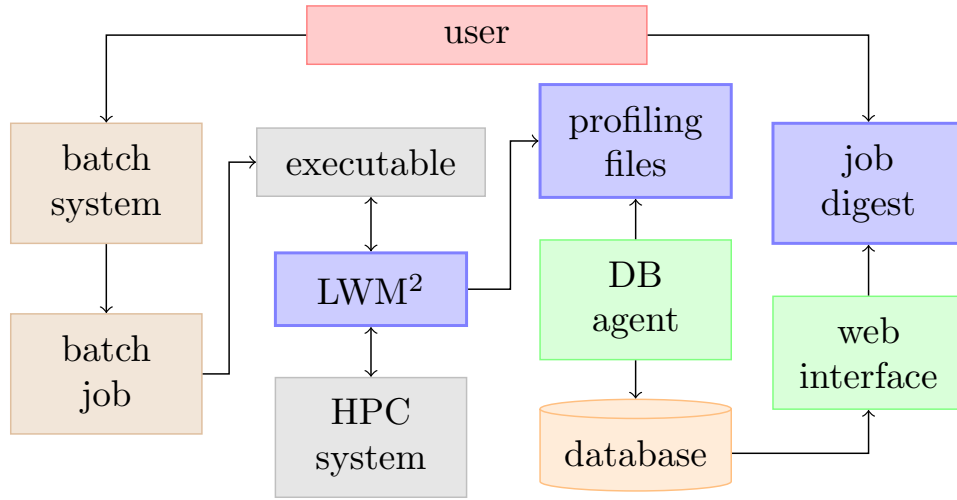 user
batch
system
executable
profiling
files
job
digest
LWM²
DB
agent
batch
job
web
interface
HPC
system
database